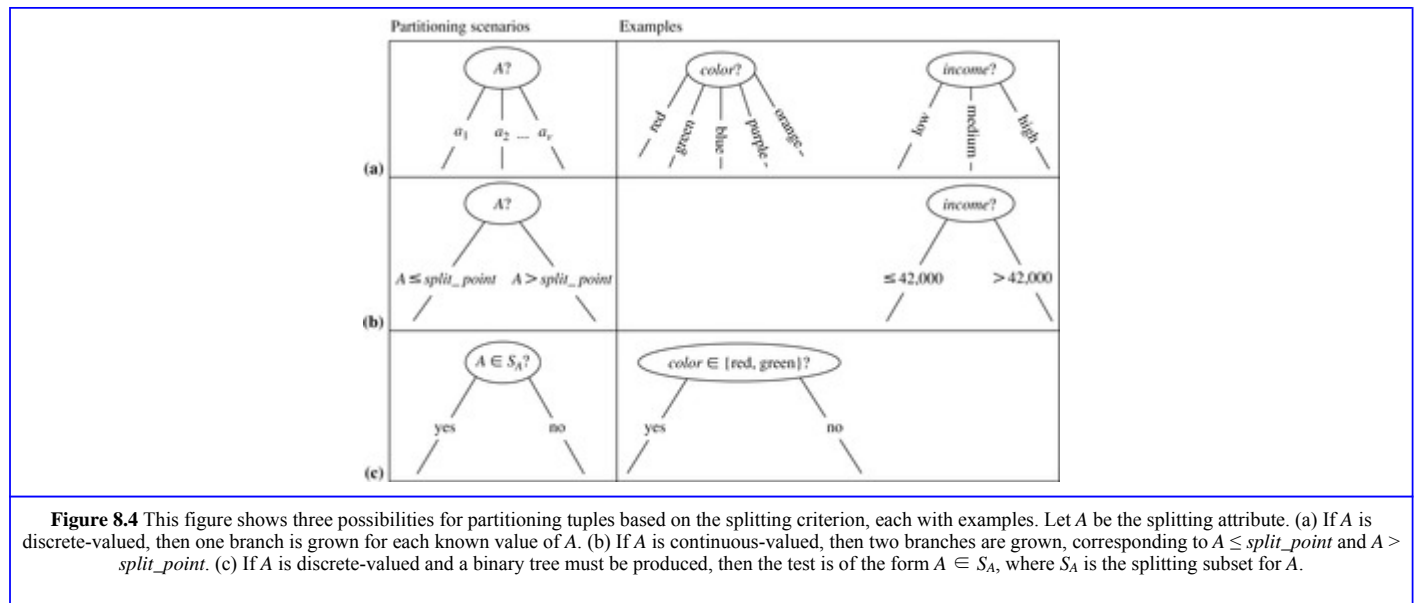 Partitioning scenarios Examples
A? color? income?
a1 a2 ... av red green blue purple orange low medium high
(a)
A? income?
A ≤ split_point A > split_point ≤ 42,000 > 42,000
(b)
A ∈ SA? color ∈ {red, green}?
yes no yes no
(c)
Figure 8.4 This figure shows three possibilities for partitioning tuples based on the splitting criterion, each with examples. Let A be the splitting attribute. (a) If A is
discrete-valued, then one branch is grown for each known value of A. (b) If A is continuous-valued, then two branches are grown, corresponding to A ≤ split_point and A >
split_point. (c) If A is discrete-valued and a binary tree must be produced, then the test is of the form A ∈ SA, where SA is the splitting subset for A.